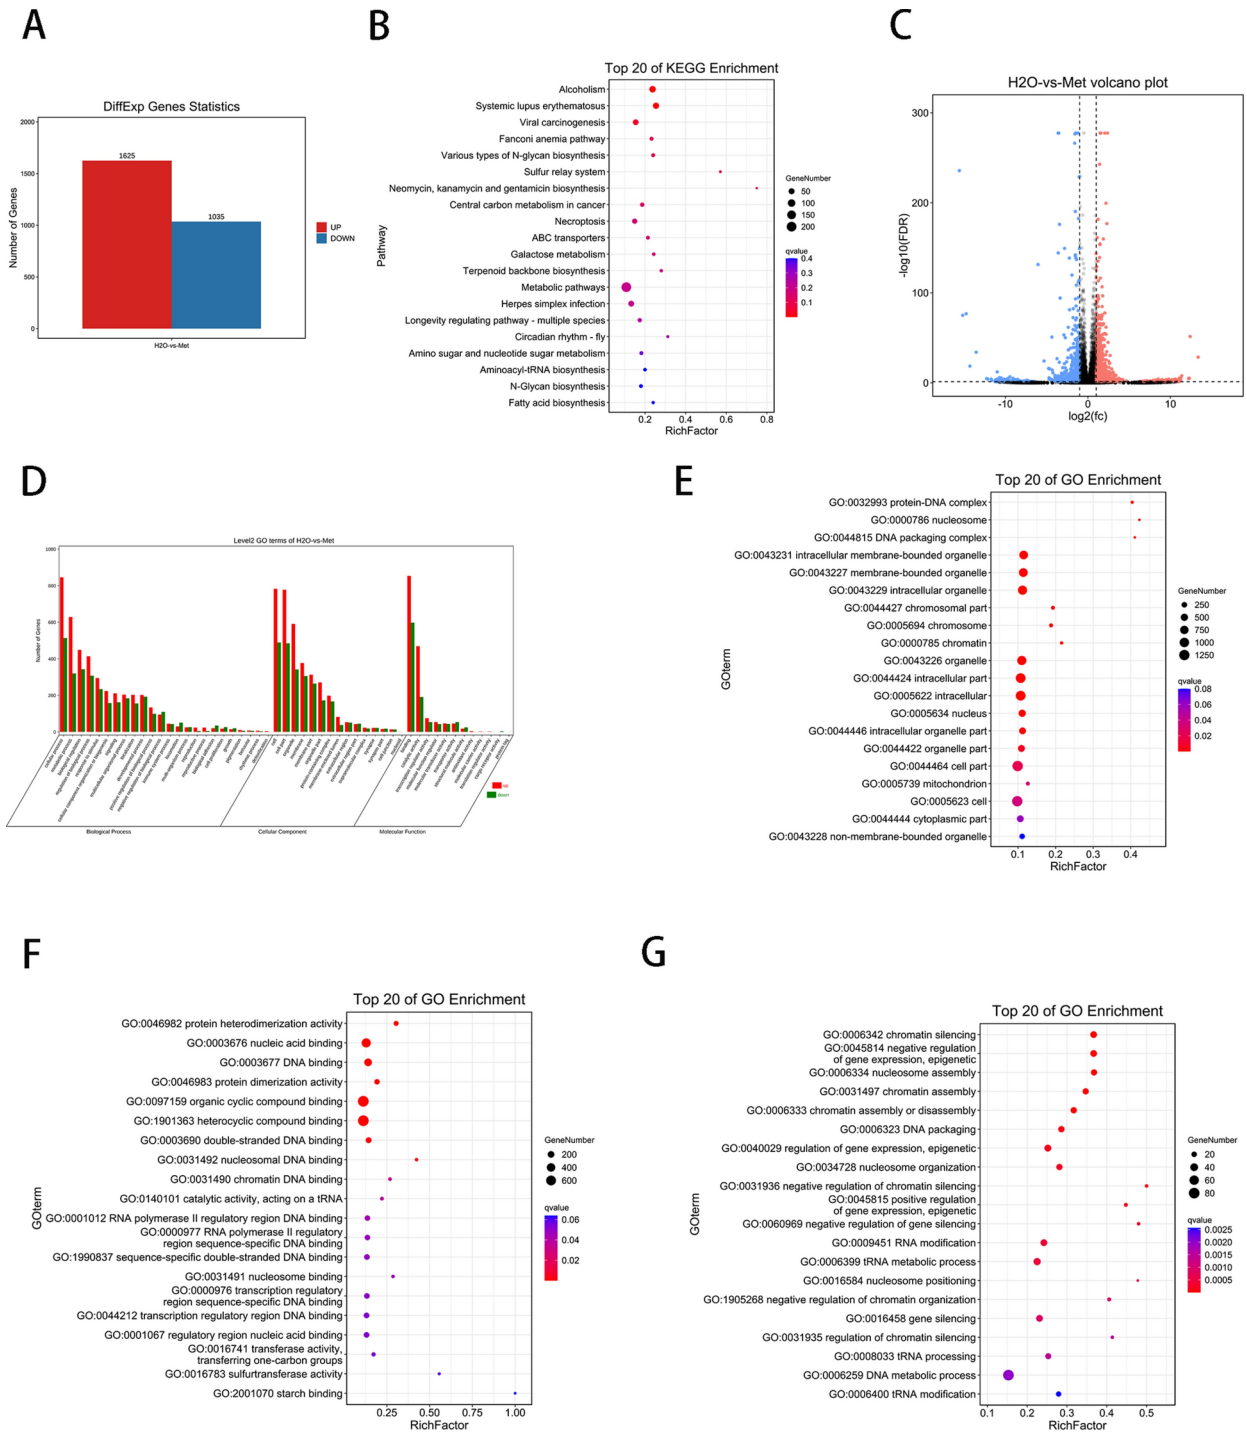 A
DiffExp Genes Statistics
Number of Genes
2000
1500
1000
500
0
1625
1035
H2O-vs-Met
UP
DOWN
B
Top 20 of KEGG Enrichment
Pathway
Alcoholism
Systemic lupus erythematosus
Viral carcinogenesis
Fanconi anemia pathway
Various types of N-glycan biosynthesis
Sulfur relay system
Neomycin, kanamycin and gentamicin biosynthesis
Central carbon metabolism in cancer
Necroptosis
ABC transporters
Galactose metabolism
Terpenoid backbone biosynthesis
Metabolic pathways
Herpes simplex infection
Longevity regulating pathway - multiple species
Circadian rhythm - fly
Amino sugar and nucleotide sugar metabolism
Aminoacyl-tRNA biosynthesis
N-Glycan biosynthesis
Fatty acid biosynthesis
0.2 0.4 0.6 0.8
RichFactor
GeneNumber
50
100
150
200
qvalue
0.4
0.3
0.2
0.1
C
H2O-vs-Met volcano plot
-log10(FDR)
300
200
100
0
-10 0 10
log2(fc)
D
Level2 GO terms of H2O-vs-Met
Number of Genes
1000
800
600
400
200
0
Biological Process
Cellular Component
Molecular Function
E
Top 20 of GO Enrichment
GOterm
GO:0032993 protein-DNA complex
GO:0000786 nucleosome
GO:0044815 DNA packaging complex
GO:0043231 intracellular membrane-bounded organelle
GO:0043227 membrane-bounded organelle
GO:0043229 intracellular organelle
GO:0044427 chromosomal part
GO:0005694 chromosome
GO:0000785 chromatin
GO:0043226 organelle
GO:0044424 intracellular part
GO:0005622 intracellular
GO:0005634 nucleus
GO:0044446 intracellular organelle part
GO:0044422 organelle part
GO:0044464 cell part
GO:0005739 mitochondrion
GO:0005623 cell
GO:0044444 cytoplasmic part
GO:0043228 non-membrane-bounded organelle
0.1 0.2 0.3 0.4
RichFactor
GeneNumber
250
500
750
1000
1250
qvalue
0.08
0.06
0.04
0.02
F
Top 20 of GO Enrichment
GOterm
GO:0046982 protein heterodimerization activity
GO:0003676 nucleic acid binding
GO:0003677 DNA binding
GO:0046983 protein dimerization activity
GO:0097159 organic cyclic compound binding
GO:1901363 heterocyclic compound binding
GO:0003690 double-stranded DNA binding
GO:0031492 nucleosomal DNA binding
GO:0031490 chromatin DNA binding
GO:0140101 catalytic activity, acting on a tRNA
GO:0001012 RNA polymerase II regulatory region DNA binding
GO:0000977 RNA polymerase II regulatory
region sequence-specific DNA binding
GO:1990837 sequence-specific double-stranded DNA binding
GO:0031491 nucleosome binding
GO:0000976 transcription regulatory
region sequence-specific DNA binding
GO:0044212 transcription regulatory region DNA binding
GO:0001067 regulatory region nucleic acid binding
GO:0016741 transferase activity,
transferring one-carbon groups
GO:0016783 sulfurtransferase activity
GO:2001070 starch binding
0.25 0.50 0.75 1.00
RichFactor
GeneNumber
200
400
600
qvalue
0.06
0.04
0.02
G
Top 20 of GO Enrichment
GOterm
GO:0006342 chromatin silencing
GO:0045814 negative regulation
of gene expression, epigenetic
GO:0006334 nucleosome assembly
GO:0031497 chromatin assembly
GO:0006333 chromatin assembly or disassembly
GO:0006323 DNA packaging
GO:0040029 regulation of gene expression, epigenetic
GO:0034728 nucleosome organization
GO:0031936 negative regulation of chromatin silencing
GO:0045815 positive regulation
of gene expression, epigenetic
GO:0060969 negative regulation of gene silencing
GO:0009451 RNA modification
GO:0006399 tRNA metabolic process
GO:0016584 nucleosome positioning
GO:1905268 negative regulation of chromatin organization
GO:0016458 gene silencing
GO:0031935 regulation of chromatin silencing
GO:0008033 tRNA processing
GO:0006259 DNA metabolic process
GO:0006400 tRNA modification
0.1 0.2 0.3 0.4 0.5
RichFactor
GeneNumber
20
40
60
80
qvalue
0.0025
0.0020
0.0015
0.0010
0.0005